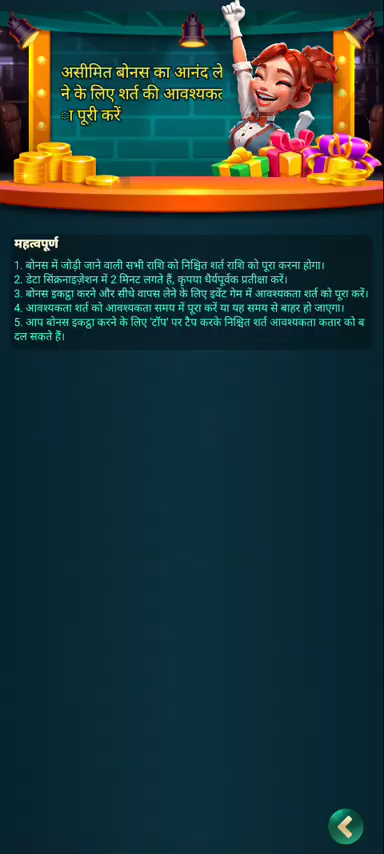 असीमित बोनस का आनंद ले
ने के लिए शर्त की आवश्यकत
ा पूरी करें
महत्वपूर्ण
1. बोनस में जोड़ी जाने वाली सभी राशि को निश्चित शर्त राशि को पूरा करना होगा।
2. डेटा सिंक्रनाइज़ेशन में 2 मिनट लगते हैं, कृपया धैर्यपूर्वक प्रतीक्षा करें।
3. बोनस इकट्ठा करने और सीधे वापस लेने के लिए इवेंट गेम में आवश्यकता शर्त को पूरा करें।
4. आवश्यकता शर्त को आवश्यकता समय में पूरा करें या यह समय से बाहर हो जाएगा।
5. आप बोनस इकट्ठा करने के लिए 'टॉप' पर टैप करके निश्चित शर्त आवश्यकता कतार को ब
दल सकते हैं।